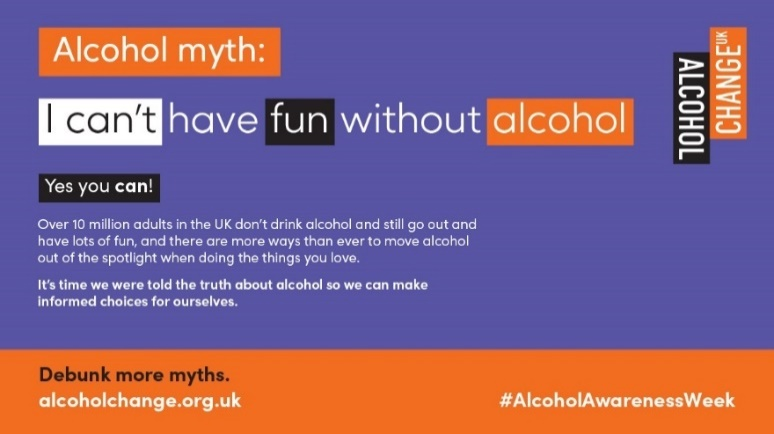 Alcohol myth:
I can't have fun without alcohol
ALCOHOL
CHANGE UK
Yes you can!
Over 10 million adults in the UK don't drink alcohol and still go out and
have lots of fun, and there are more ways than ever to move alcohol
out of the spotlight when doing the things you love.
It's time we were told the truth about alcohol so we can make
informed choices for ourselves.
Debunk more myths.
alcoholchange.org.uk
#AlcoholAwarenessWeek